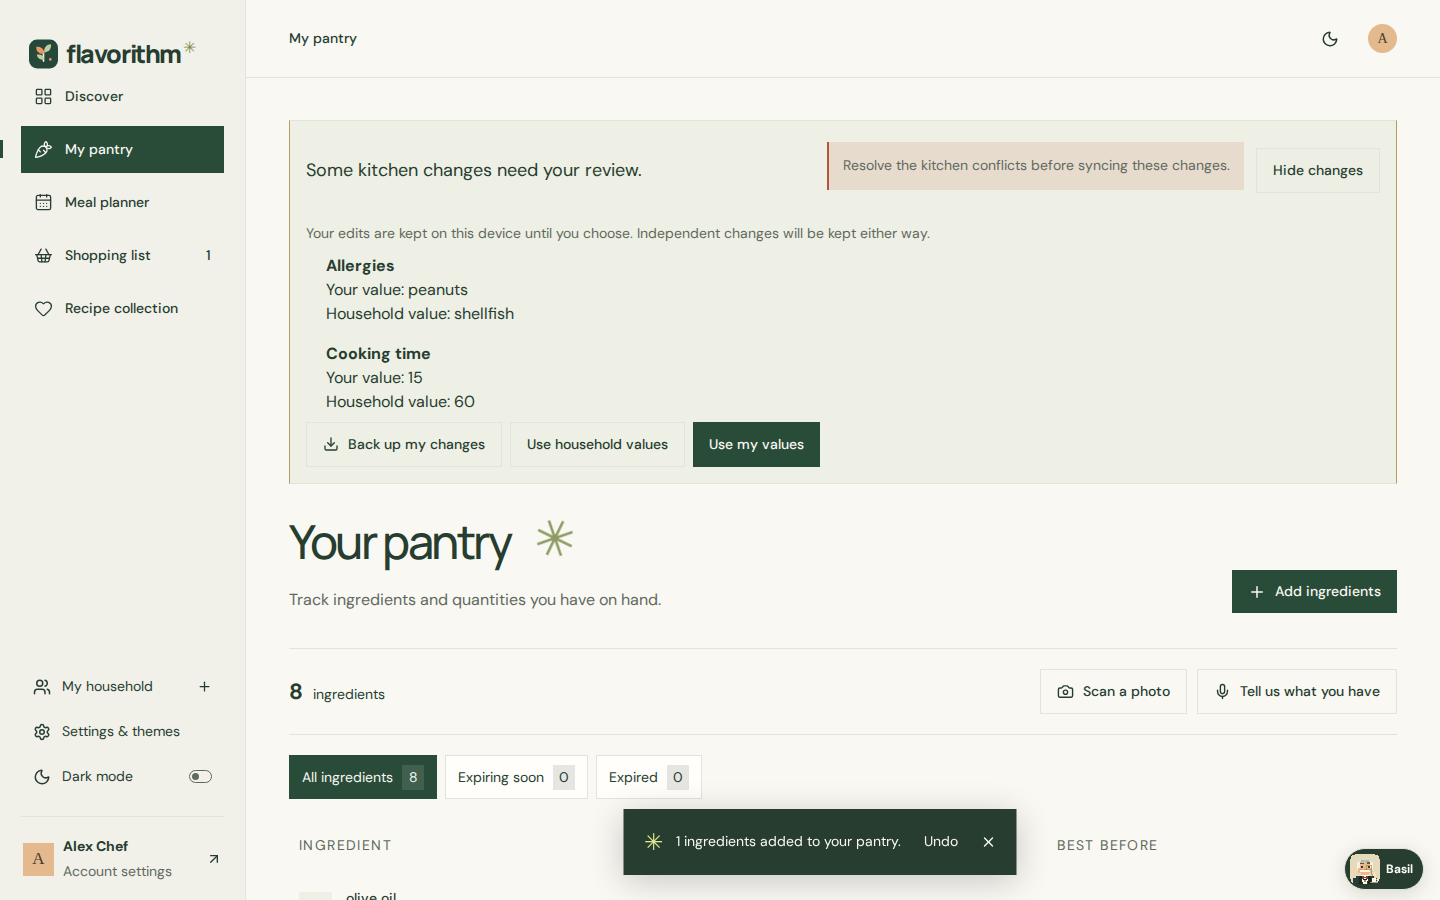 flavorithm
Discover
My pantry
Meal planner
Shopping list 1
Recipe collection
My household
Settings & themes
Dark mode
A
Alex Chef
Account settings
My pantry
A
Some kitchen changes need your review.
Resolve the kitchen conflicts before syncing these changes.
Hide changes
Your edits are kept on this device until you choose. Independent changes will be kept either way.
Allergies
Your value: peanuts
Household value: shellfish
Cooking time
Your value: 15
Household value: 60
Back up my changes
Use household values
Use my values
Your pantry
Track ingredients and quantities you have on hand.
Add ingredients
8 ingredients
Scan a photo
Tell us what you have
All ingredients 8
Expiring soon 0
Expired 0
INGREDIENT
BEST BEFORE
1 ingredients added to your pantry.
Undo
olive oil
Basil